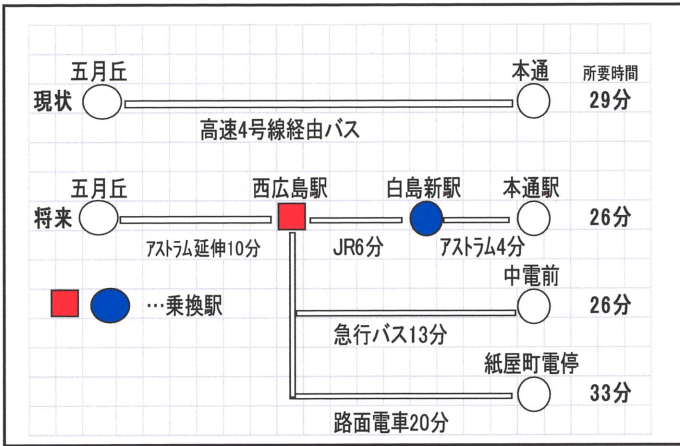 五月丘 本通 所要時間
現状 29分
高速4号線経由バス
五月丘 西広島駅 白島新駅 本通駅
将来 26分
アストラム延伸10分 JR6分 アストラム4分
中電前
…乗換駅 26分
急行バス13分
紙屋町電停
33分
路面電車20分